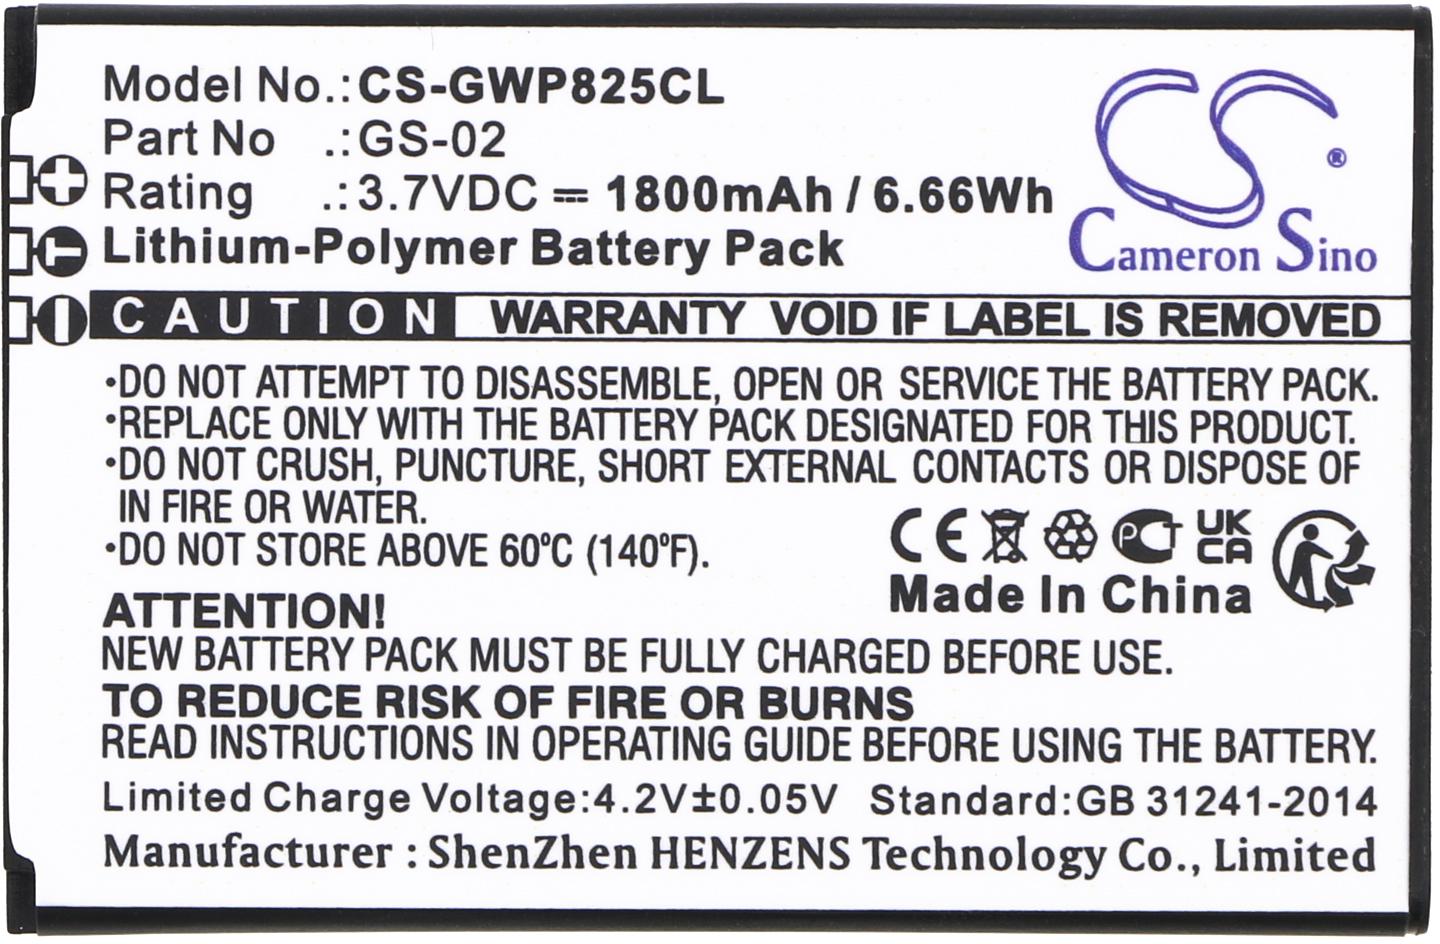 Model No.:CS-GWP825CL
Part No .:GS-02
Rating .:3.7VDC ⎓ 1800mAh / 6.66Wh
Lithium-Polymer Battery Pack
CS®
Cameron Sino
CAUTION WARRANTY VOID IF LABEL IS REMOVED
·DO NOT ATTEMPT TO DISASSEMBLE, OPEN OR SERVICE THE BATTERY PACK.
·REPLACE ONLY WITH THE BATTERY PACK DESIGNATED FOR THIS PRODUCT.
·DO NOT CRUSH, PUNCTURE, SHORT EXTERNAL CONTACTS OR DISPOSE OF
IN FIRE OR WATER.
·DO NOT STORE ABOVE 60°C (140°F).
CE PCT UK
CA
Made In China
ATTENTION!
NEW BATTERY PACK MUST BE FULLY CHARGED BEFORE USE.
TO REDUCE RISK OF FIRE OR BURNS
READ INSTRUCTIONS IN OPERATING GUIDE BEFORE USING THE BATTERY.
Limited Charge Voltage:4.2V±0.05V Standard:GB 31241-2014
Manufacturer : ShenZhen HENZENS Technology Co., Limited